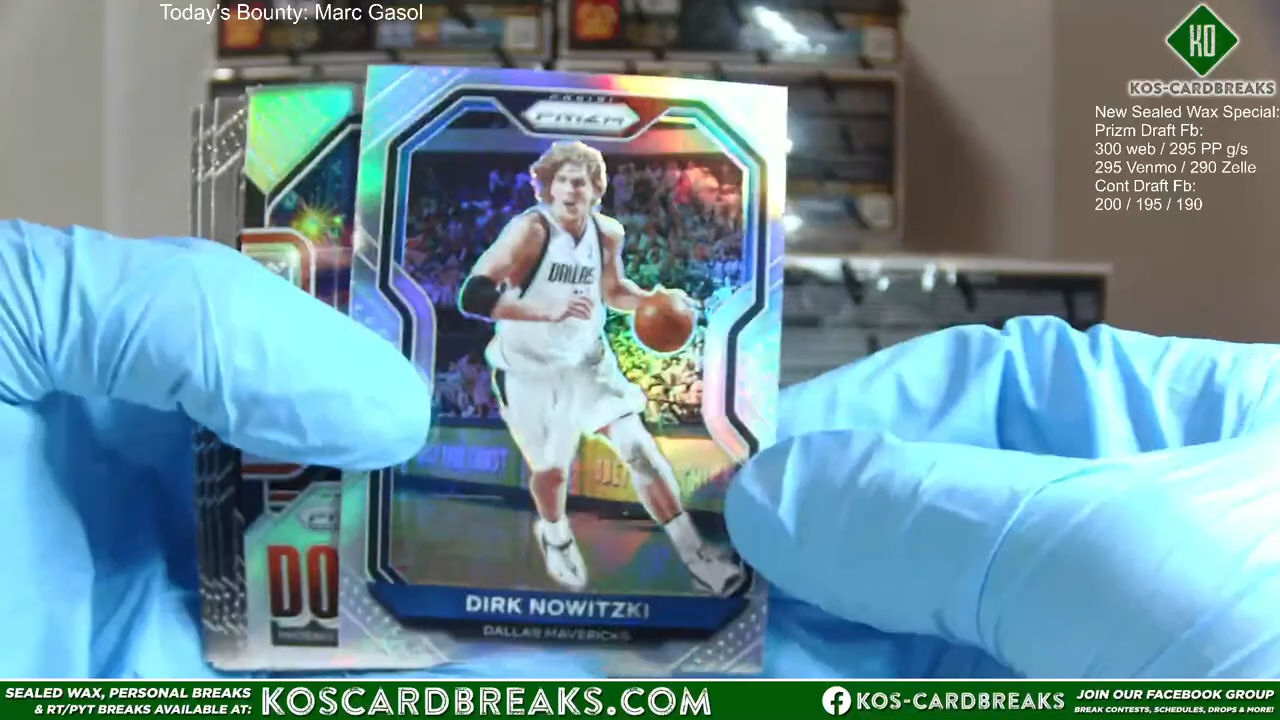 Today's Bounty: Marc Gasol
KO
KOS-CARDBREAKS
New Sealed Wax Special:
Prizm Draft Fb:
300 web / 295 PP g/s
295 Venmo / 290 Zelle
Cont Draft Fb:
200 / 195 / 190
PANINI
PRIZM
DALLAS
DIRK NOWITZKI
DALLAS MAVERICKS
DO
SEALED WAX, PERSONAL BREAKS
& RT/PYT BREAKS AVAILABLE AT:
KOSCARDBREAKS.COM
KOS-CARDBREAKS
JOIN OUR FACEBOOK GROUP
BREAK CONTESTS, SCHEDULES, DROPS & MORE!